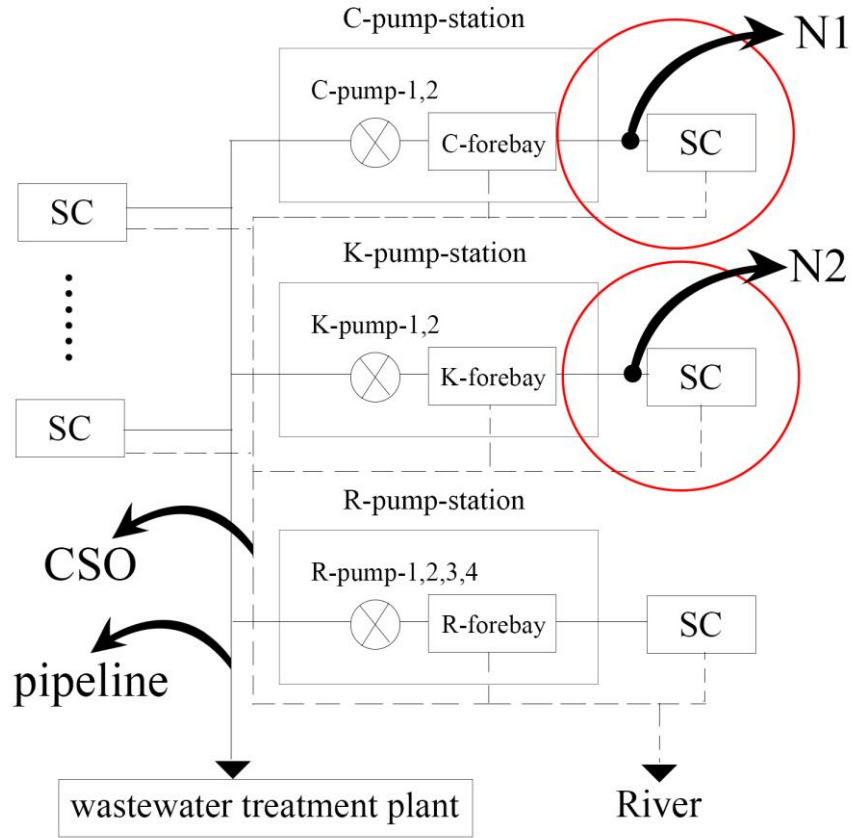 C-pump-station
N1
C-pump-1,2
C-forebay
SC
SC
K-pump-station
N2
K-pump-1,2
K-forebay
SC
SC
R-pump-station
CSO
R-pump-1,2,3,4
R-forebay
SC
pipeline
wastewater treatment plant
River